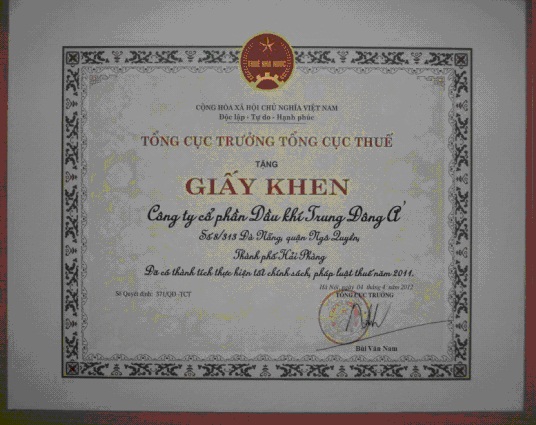 THUẾ NHÀ NƯỚC
CỘNG HÒA XÃ HỘI CHỦ NGHĨA VIỆT NAM
Độc lập - Tự do - Hạnh phúc
TỔNG CỤC TRƯỞNG TỔNG CỤC THUẾ
TẶNG
GIẤY KHEN
Công ty cổ phần Dầu khí Trung Đông Á
Số 8/313 Đà Nẵng, quận Ngô Quyền,
Thành phố Hải Phòng
Đã có thành tích thực hiện tốt chính sách, pháp luật thuế năm 2011.
Hà Nội, ngày 04 tháng 4 năm 2012
Số Quyết định: 571/QĐ-TCT
TỔNG CỤC TRƯỞNG
Bùi Văn Nam